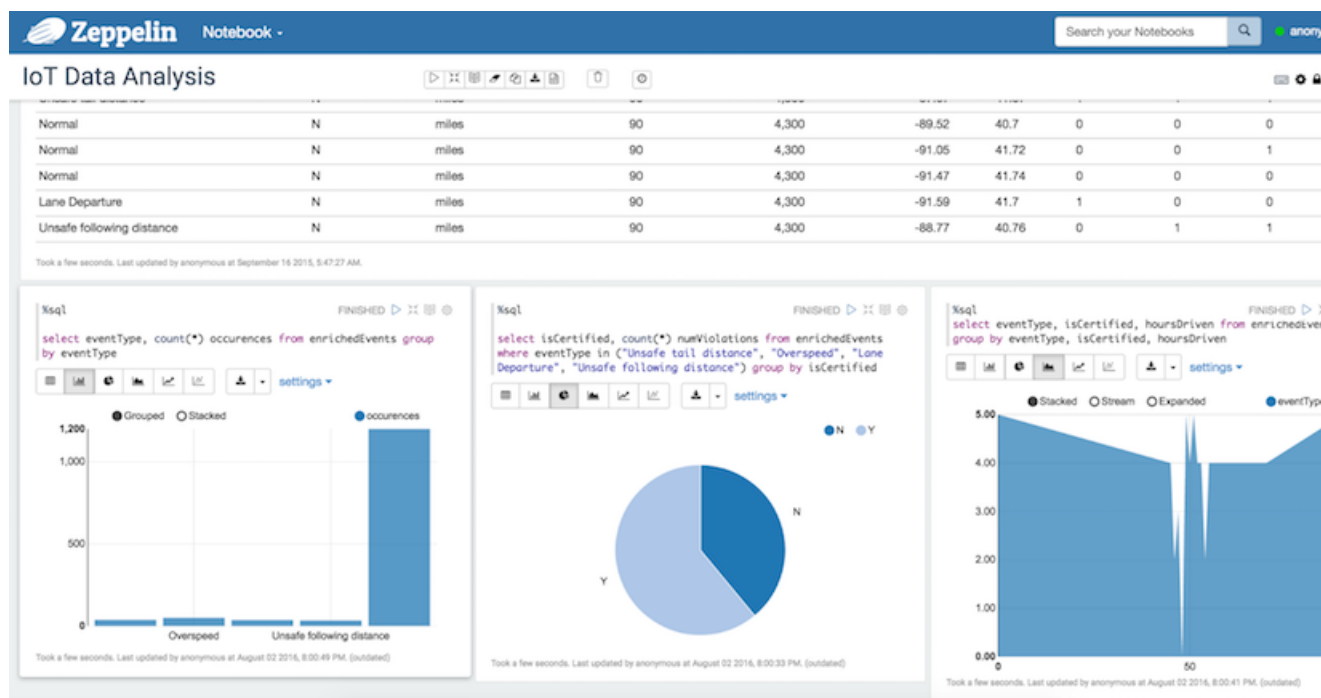 Zeppelin Notebook Search your Notebooks
IoT Data Analysis
Normal N miles 90 4,300 -89.52 40.7 0 0 0
Normal N miles 90 4,300 -91.05 41.72 0 0 1
Normal N miles 90 4,300 -91.47 41.74 0 0 0
Lane Departure N miles 90 4,300 -91.59 41.7 1 0 0
Unsafe following distance N miles 90 4,300 -88.77 40.76 0 1 1
Took a few seconds. Last updated by anonymous at September 16 2015, 5:47:27 AM.
%sql FINISHED
select eventType, count(*) occurences from enrichedEvents group
by eventType
settings
Grouped Stacked occurences
1,200
1,000
500
0
Overspeed Unsafe following distance
Took a few seconds. Last updated by anonymous at August 02 2016, 8:00:49 PM. (outdated)
%sql FINISHED
select isCertified, count(*) numViolations from enrichedEvents
where eventType in ("Unsafe tail distance", "Overspeed", "Lane
Departure", "Unsafe following distance") group by isCertified
settings
N Y
N
Y
Took a few seconds. Last updated by anonymous at August 02 2016, 8:00:33 PM. (outdated)
%sql FINISHED
select eventType, isCertified, hoursDriven from
group by eventType, isCertified, hoursDriven
settings
Stacked Stream Expanded eventType
5.00
4.00
3.00
2.00
1.00
0.00
0 50
Took a few seconds. Last updated by anonymous at August 02 2016, 8:00:41 PM. (outdated)